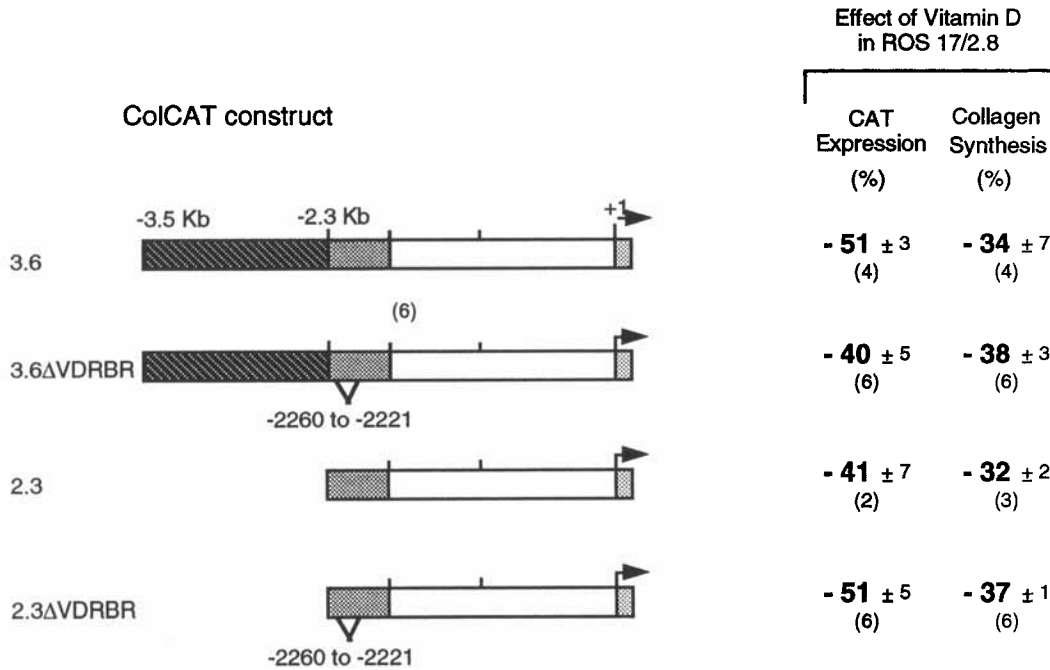 Effect of Vitamin D
in ROS 17/2.8
ColCAT construct
CAT Expression (%)
Collagen Synthesis (%)
-3.5 Kb -2.3 Kb +1
3.6 - 51 ± 3 - 34 ± 7
(4) (4)
(6)
3.6ΔVDRBR - 40 ± 5 - 38 ± 3
(6) (6)
-2260 to -2221
2.3 - 41 ± 7 - 32 ± 2
(2) (3)
2.3ΔVDRBR - 51 ± 5 - 37 ± 1
(6) (6)
-2260 to -2221